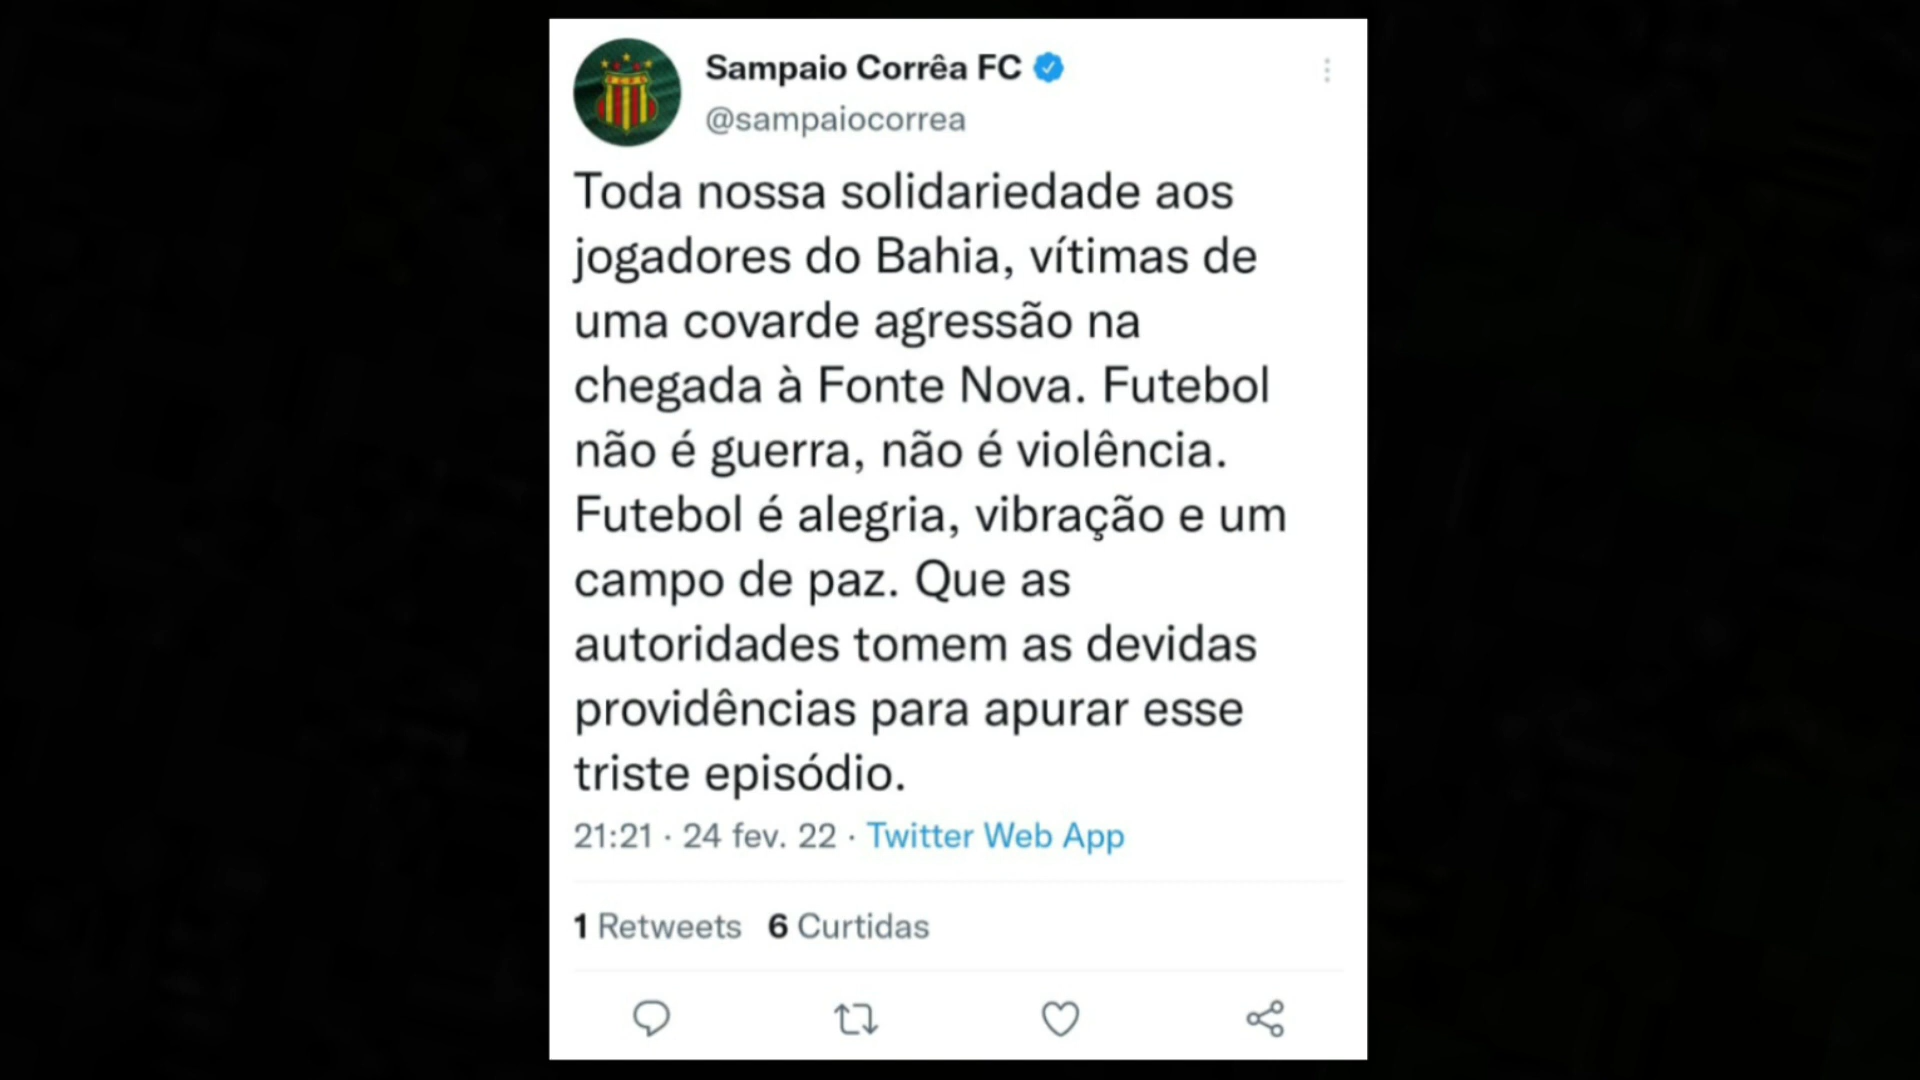 Sampaio Corrêa FC
@sampaiocorrea
Toda nossa solidariedade aos
jogadores do Bahia, vítimas de
uma covarde agressão na
chegada à Fonte Nova. Futebol
não é guerra, não é violência.
Futebol é alegria, vibração e um
campo de paz. Que as
autoridades tomem as devidas
providências para apurar esse
triste episódio.
21:21 · 24 fev. 22 · Twitter Web App
1 Retweets 6 Curtidas